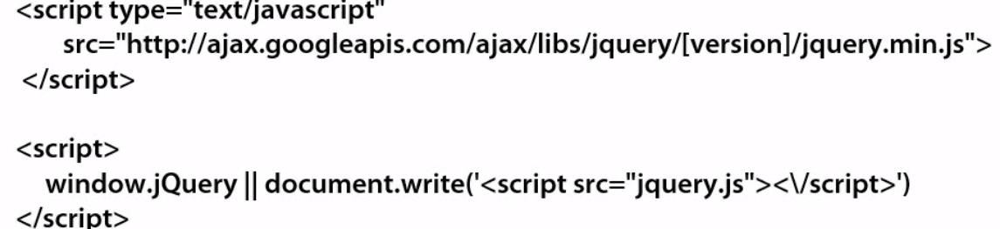 <script type="text/javascript"
src="http://ajax.googleapis.com/ajax/libs/jquery/[version]/jquery.min.js">
</script>
<script>
window.jQuery || document.write('<script src="jquery.js"><\/script>')
</script>